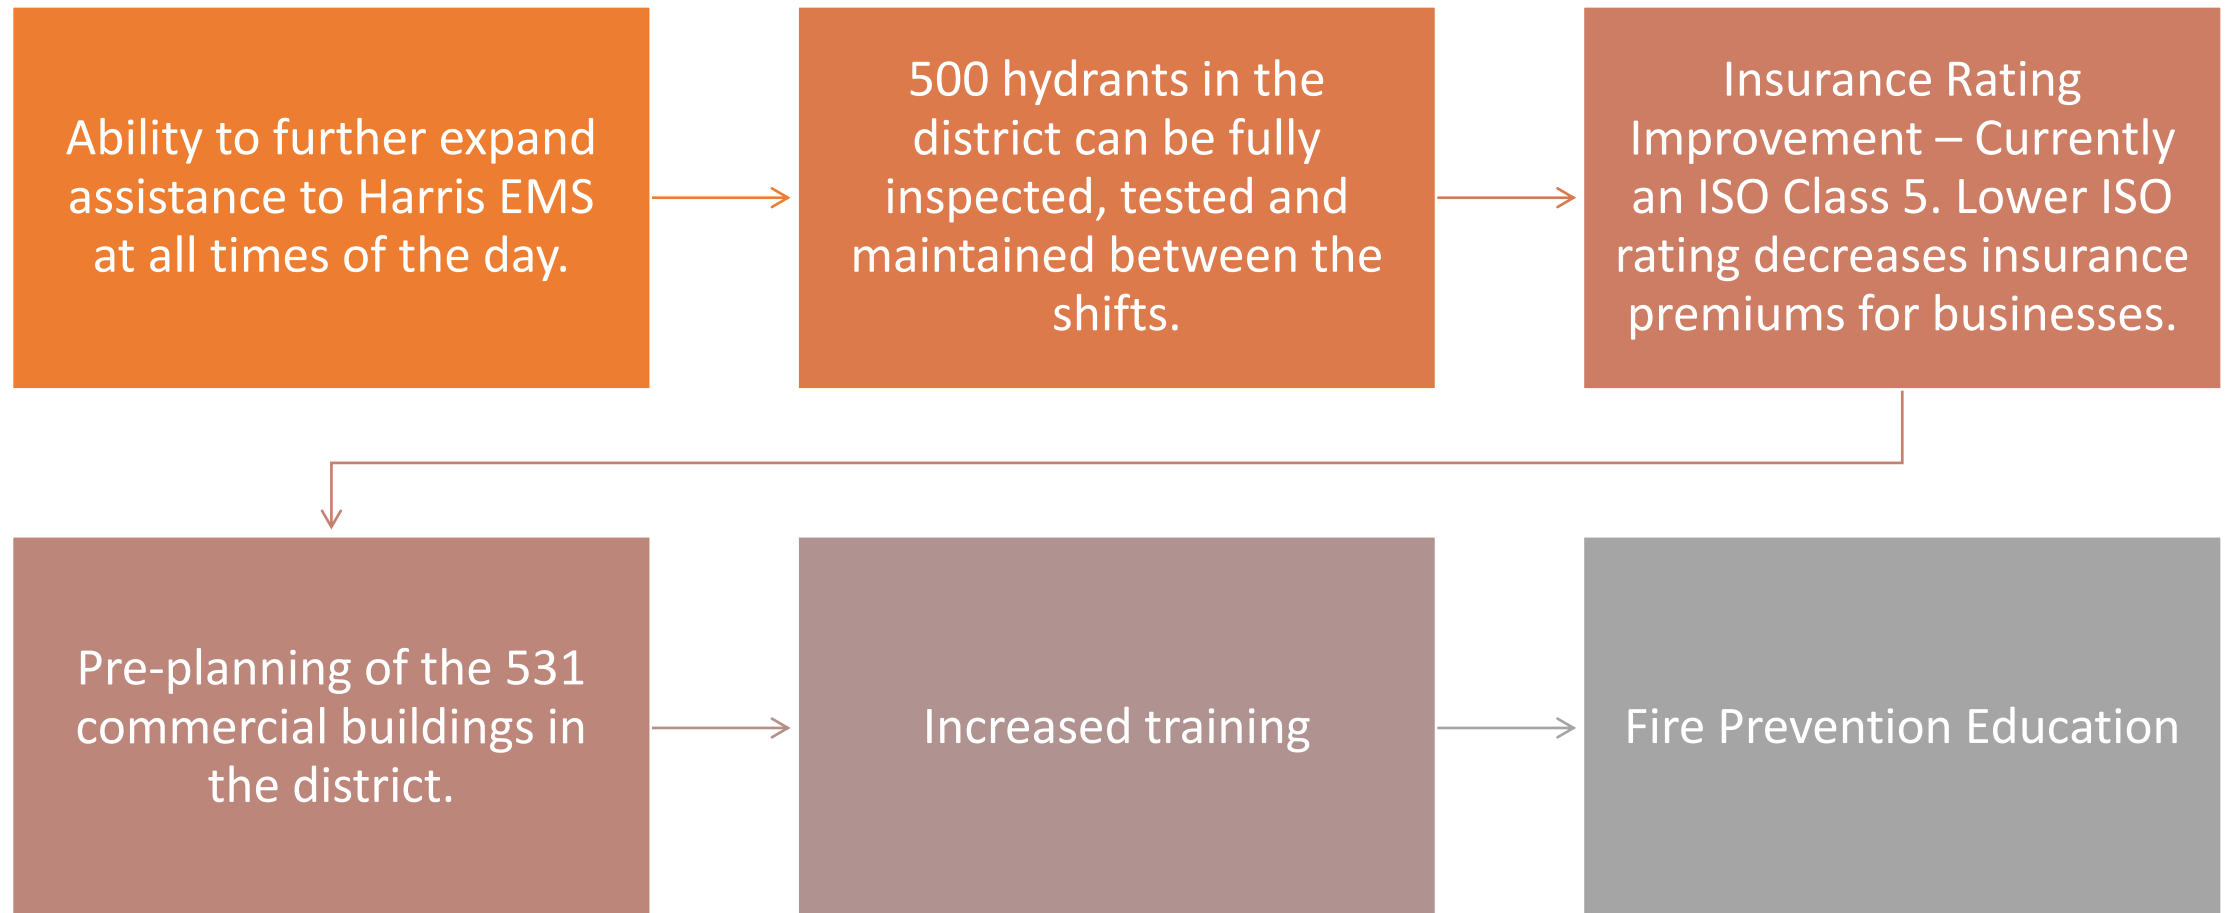 Ability to further expand
assistance to Harris EMS
at all times of the day.
500 hydrants in the
district can be fully
inspected, tested and
maintained between the
shifts.
Insurance Rating
Improvement – Currently
an ISO Class 5. Lower ISO
rating decreases insurance
premiums for businesses.
Pre-planning of the 531
commercial buildings in
the district.
Increased training
Fire Prevention Education